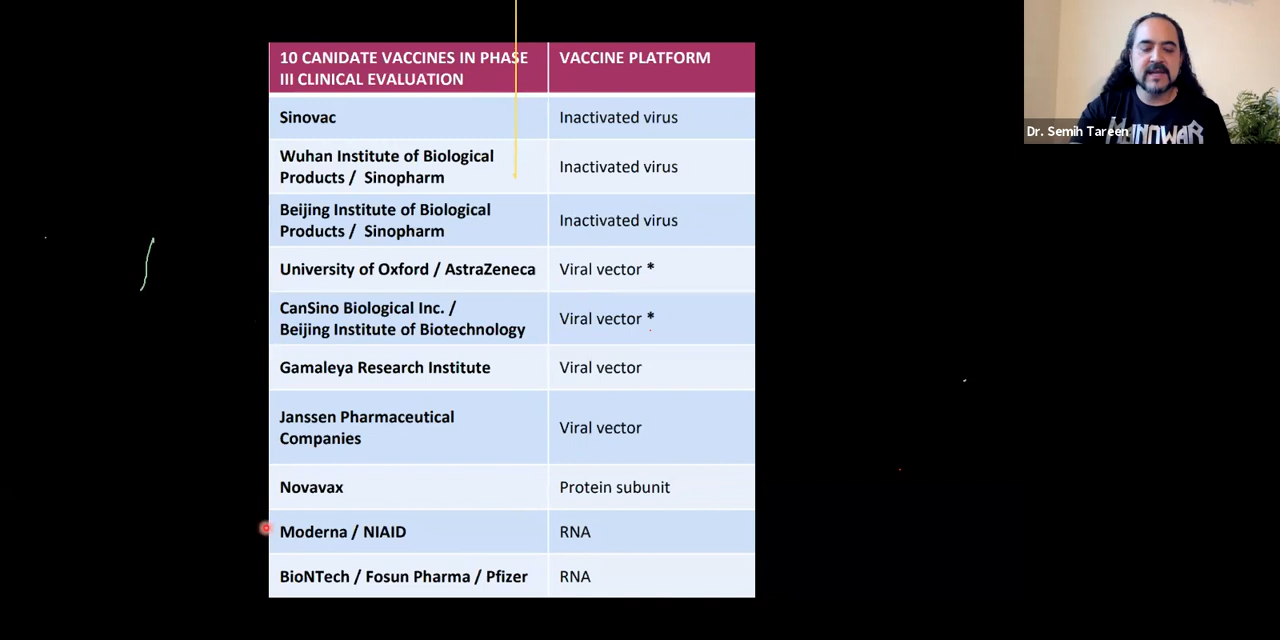 10 CANIDATE VACCINES IN PHASE
III CLINICAL EVALUATION
VACCINE PLATFORM
Sinovac
Inactivated virus
Wuhan Institute of Biological
Products / Sinopharm
Inactivated virus
Beijing Institute of Biological
Products / Sinopharm
Inactivated virus
University of Oxford / AstraZeneca
Viral vector *
CanSino Biological Inc. /
Beijing Institute of Biotechnology
Viral vector *
Gamaleya Research Institute
Viral vector
Janssen Pharmaceutical
Companies
Viral vector
Novavax
Protein subunit
Moderna / NIAID
RNA
BioNTech / Fosun Pharma / Pfizer
RNA
Dr. Semih Tareen
MANOWAR